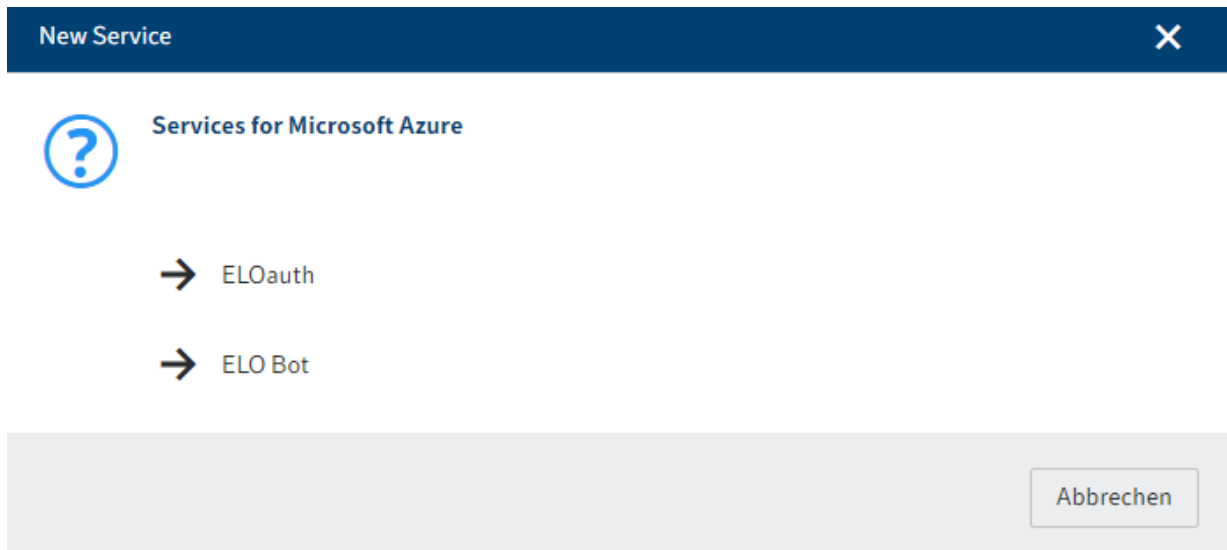 New Service
Services for Microsoft Azure
ELOauth
ELO Bot
Abbrechen